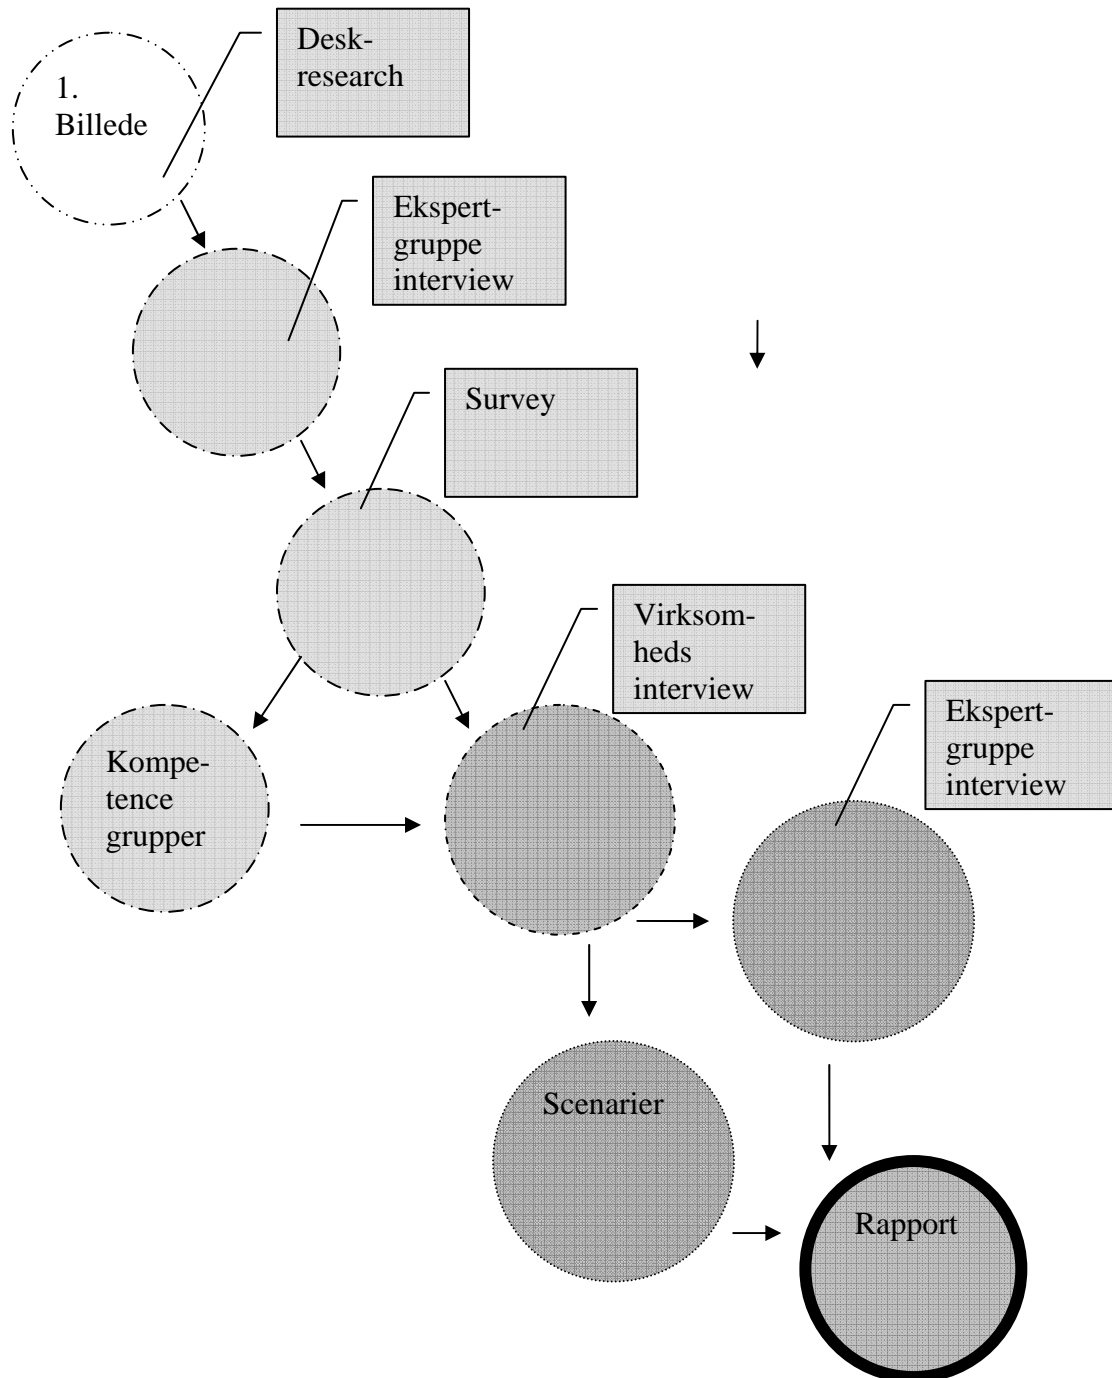 Desk-
research
1.
Billede
Ekspert-
gruppe
interview
Survey
Virksom-
heds
interview
Ekspert-
gruppe
interview
Kompe-
tence
grupper
Scenarier
Rapport